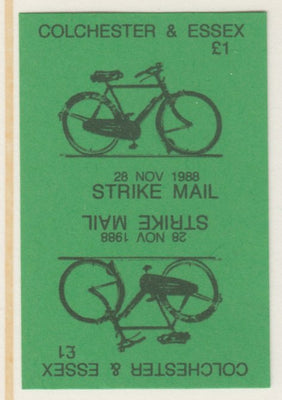 COLCHESTER & ESSEX
£1
28 NOV 1988
STRIKE MAIL
STRIKE MAIL
28 NOV 1988
£1
COLCHESTER & ESSEX